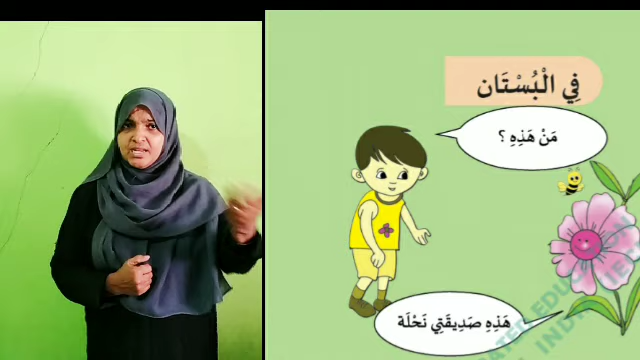 فِي الْبُسْتَان
مَنْ هَذِهِ ؟
هَذِهِ صَدِيقَتِي نَحْلَة